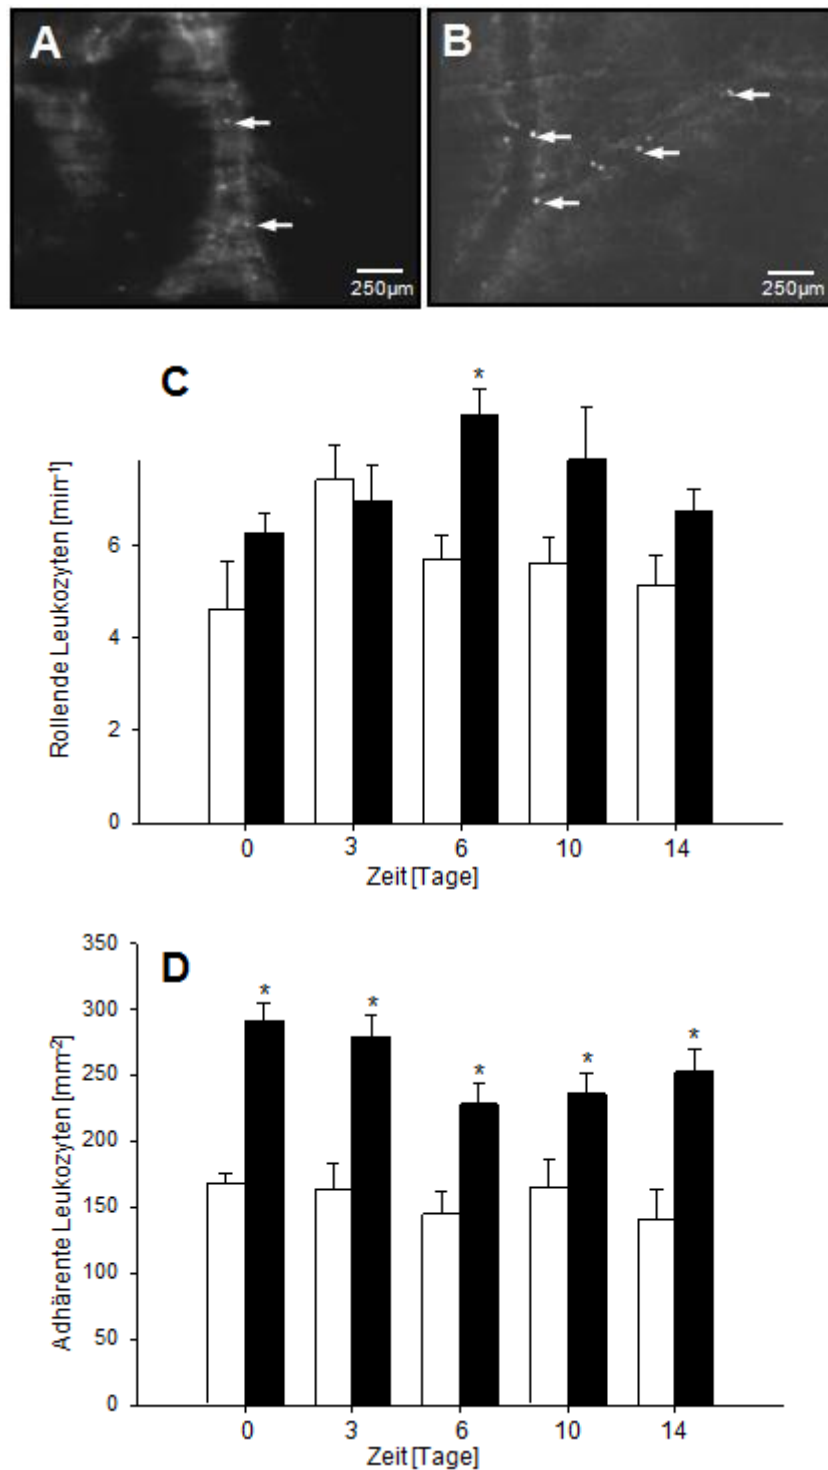 A
B
250µm
250µm
C
*
Rollende Leukozyten [min⁻¹]
6
4
2
0
0 3 6 10 14
Zeit [Tage]
D
350
300
250
200
150
100
50
0
* * * * *
Adhärente Leukozyten [mm⁻²]
0 3 6 10 14
Zeit [Tage]